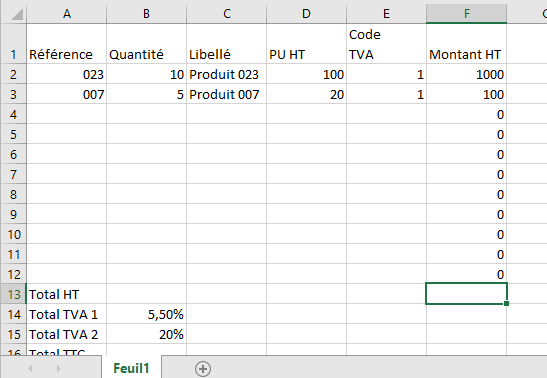 A B C D E F
Code
1 Référence Quantité Libellé PU HT TVA Montant HT
2 023 10 Produit 023 100 1 1000
3 007 5 Produit 007 20 1 100
4 0
5 0
6 0
7 0
8 0
9 0
10 0
11 0
12 0
13 Total HT
14 Total TVA 1 5,50%
15 Total TVA 2 20%
16 Total TTC
Feuil1